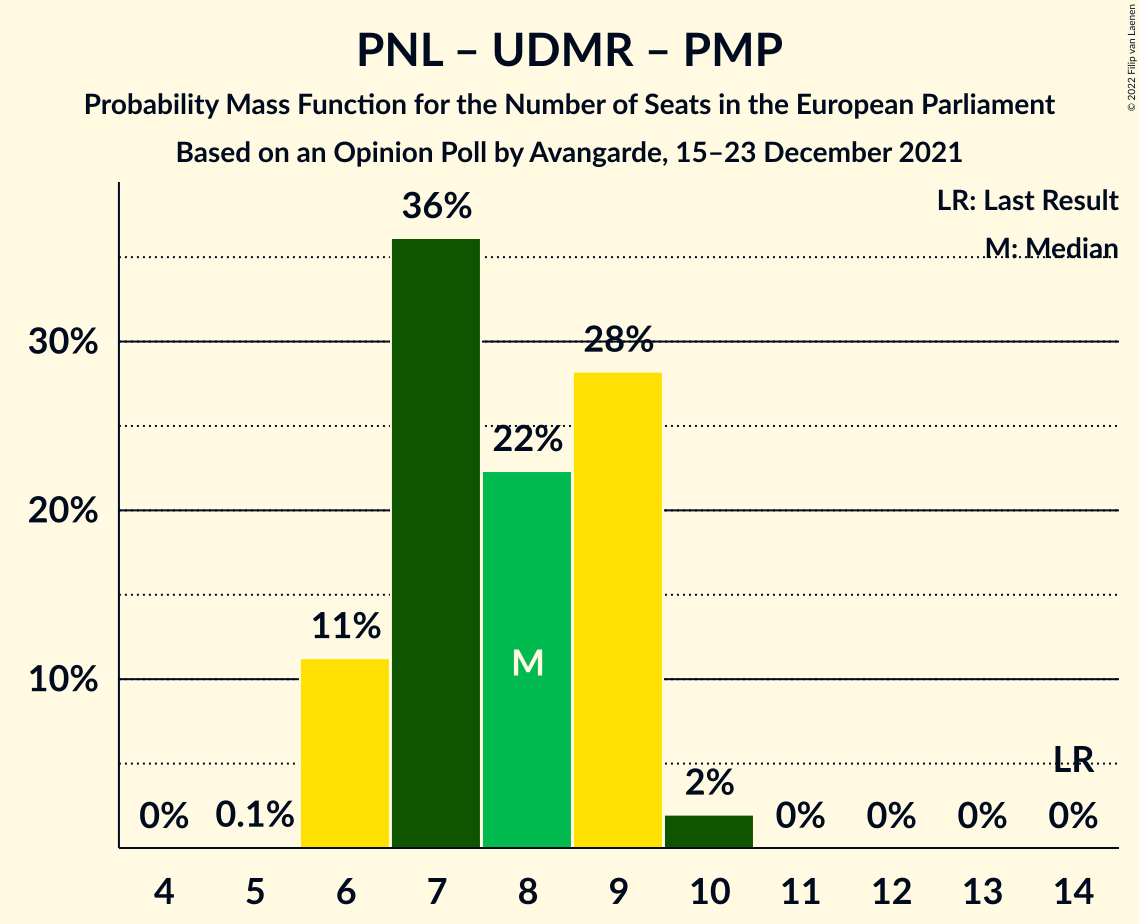 PNL – UDMR – PMP
Probability Mass Function for the Number of Seats in the European Parliament
Based on an Opinion Poll by Avangarde, 15–23 December 2021
© 2022 Filip van Laenen
LR: Last Result
M: Median
36%
30%
28%
22%
20%
11%
M
10%
LR
0% 0.1% 2% 0% 0% 0% 0%
4 5 6 7 8 9 10 11 12 13 14